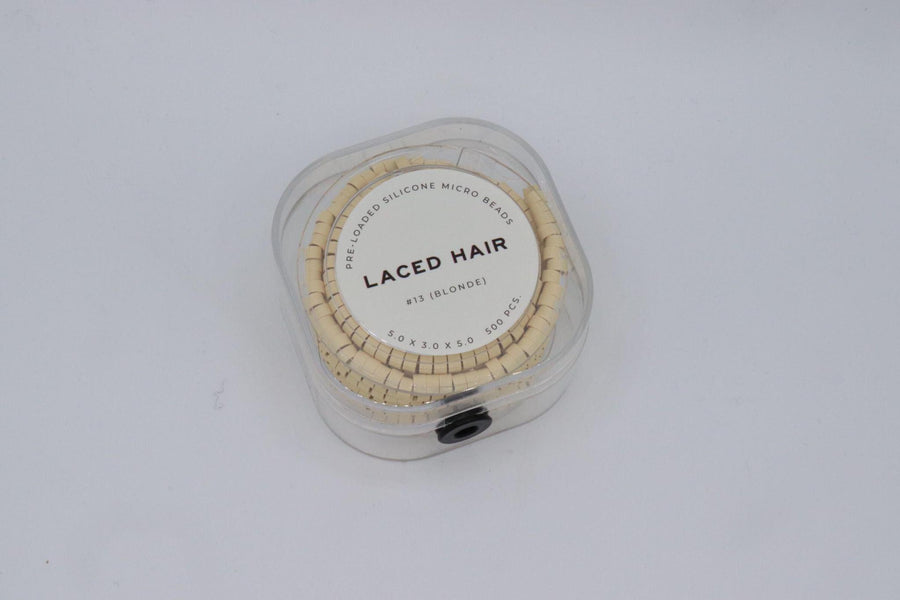 PRE-LOADED SILICONE MICRO BEADS
LACED HAIR
#13 (BLONDE)
5.0 X 3.0 X 5.0 500 PCS.